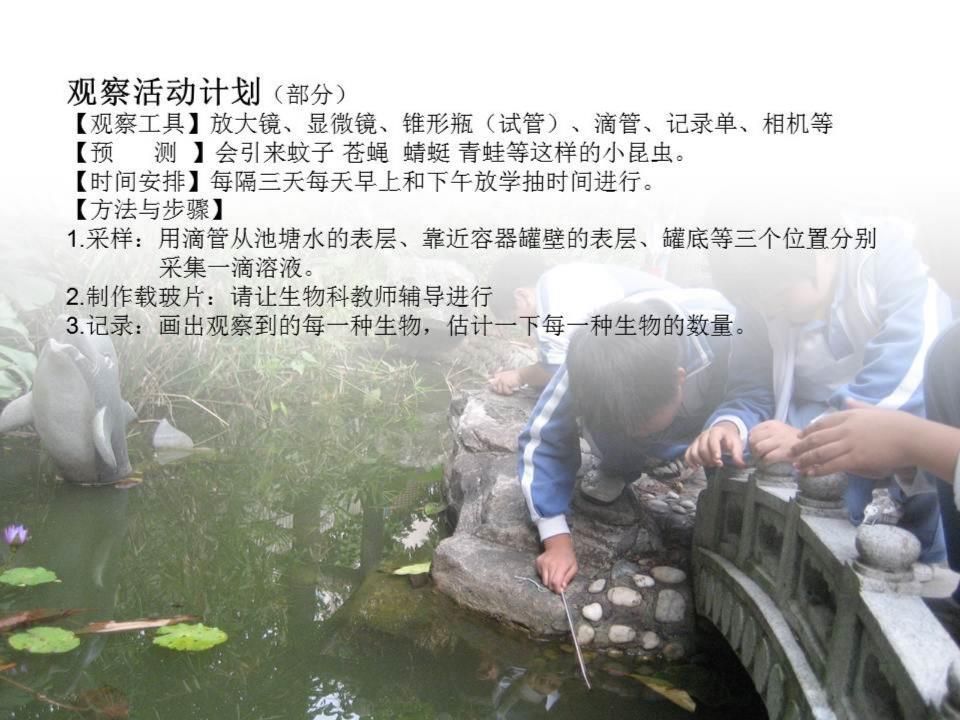 观察活动计划（部分）
【观察工具】放大镜、显微镜、锥形瓶（试管）、滴管、记录单、相机等
【预 测 】会引来蚊子 苍蝇 蜻蜓 青蛙等这样的小昆虫。
【时间安排】每隔三天每天早上和下午放学抽时间进行。
【方法与步骤】
1.采样：用滴管从池塘水的表层、靠近容器罐壁的表层、罐底等三个位置分别
采集一滴溶液。
2.制作载玻片：请让生物科教师辅导进行
3.记录：画出观察到的每一种生物，估计一下每一种生物的数量。